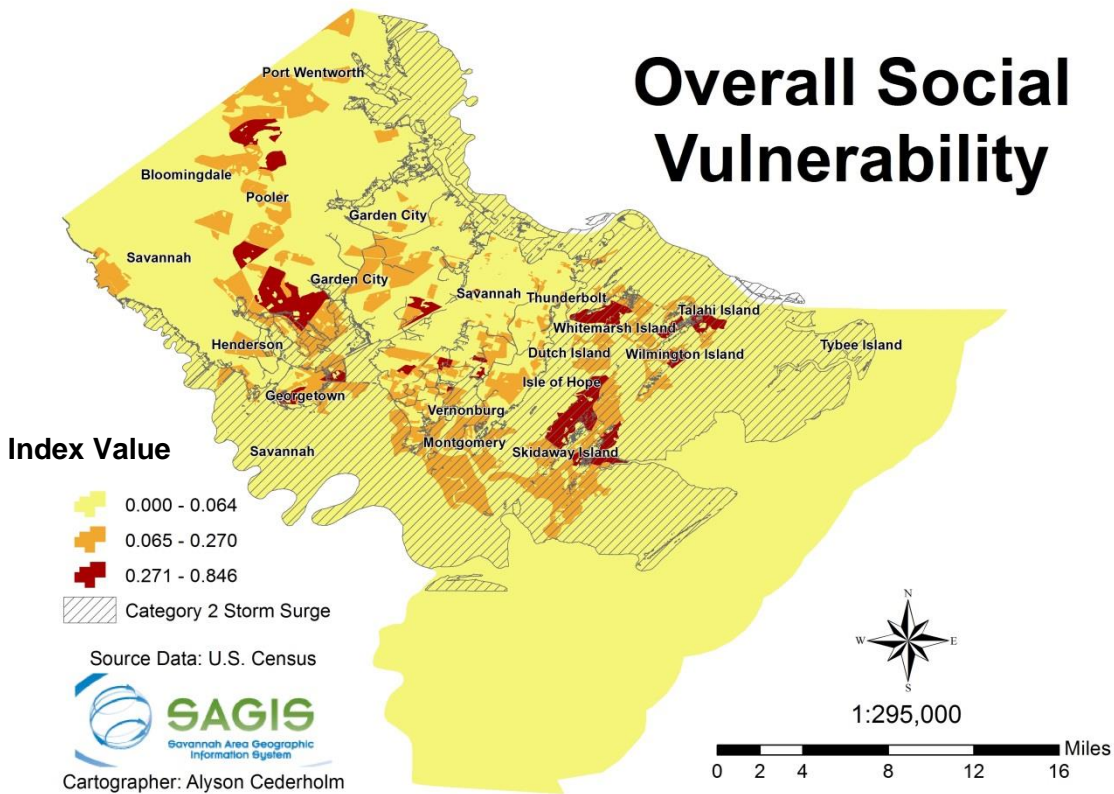 Overall Social
Vulnerability
Port Wentworth
Bloomingdale
Pooler
Garden City
Savannah
Garden City
Savannah
Thunderbolt
Talahi Island
Whitemarsh Island
Henderson
Dutch Island
Wilmington Island
Tybee Island
Isle of Hope
Georgetown
Vernonburg
Montgomery
Skidaway Island
Savannah
Index Value
0.000 - 0.064
0.065 - 0.270
0.271 - 0.846
Category 2 Storm Surge
Source Data: U.S. Census
SAGIS
Savannah Area Geographic
Information System
Cartographer: Alyson Cederholm
N
W
E
S
1:295,000
Miles
0 2 4 8 12 16